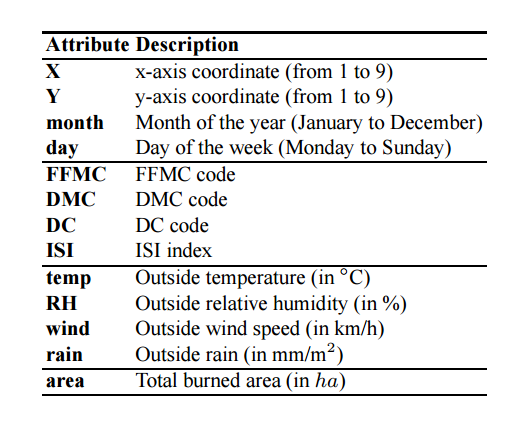 Attribute Description
X x-axis coordinate (from 1 to 9)
Y y-axis coordinate (from 1 to 9)
month Month of the year (January to December)
day Day of the week (Monday to Sunday)
FFMC FFMC code
DMC DMC code
DC DC code
ISI ISI index
temp Outside temperature (in °C)
RH Outside relative humidity (in %)
wind Outside wind speed (in km/h)
rain Outside rain (in mm/m²)
area Total burned area (in ha)